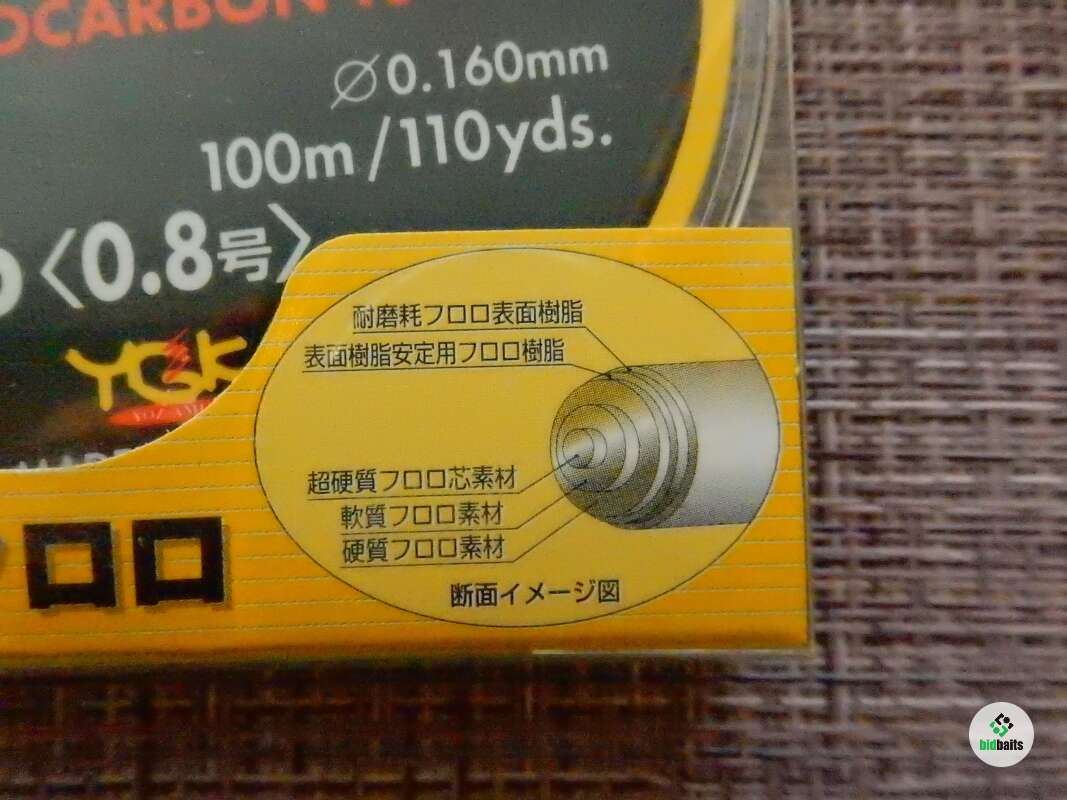 OCARBON
Ø0.160mm
100m/110yds.
〈0.8号〉
耐磨耗フロロ表面樹脂
表面樹脂安定用フロロ樹脂
YGK
超硬質フロロ芯素材
軟質フロロ素材
硬質フロロ素材
ロロ
断面イメージ図
bidbaits